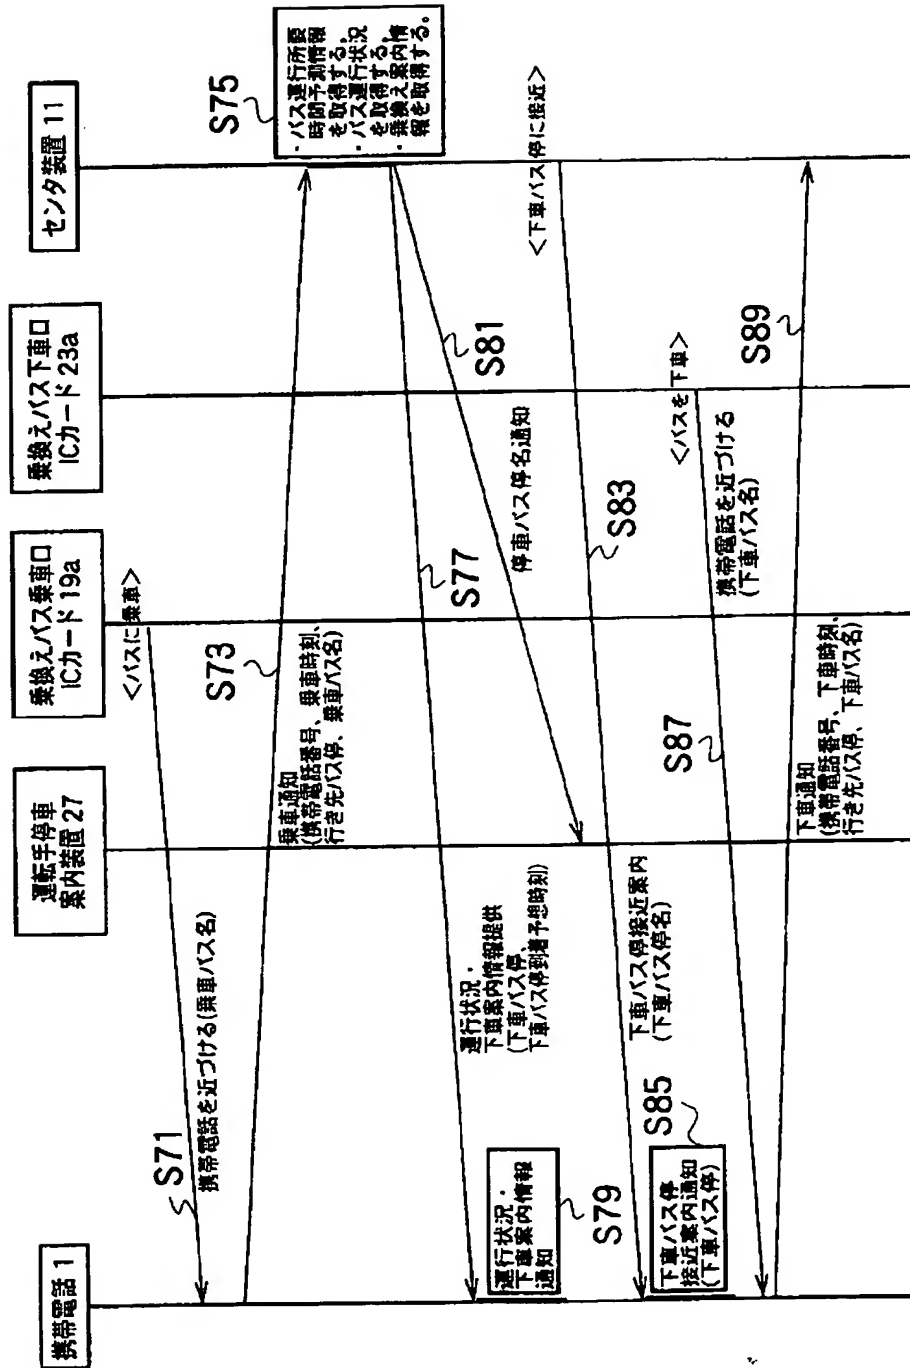 携帯電話 1
運転手停車
案内装置 27
乗換えバス乗車口
ICカード 19a
乗換えバス下車口
ICカード 23a
センタ装置 11
<バスに乗車>
S71
携帯電話を近づける(乗車バス名)
S73
乗車通知
(携帯電話番号、乗車時刻、
行き先バス停、乗車バス名)
S75
・バス運行所要
時間予測情報
を取得する。
・バス運行状況
を取得する。
・乗換え案内情
報を取得する。
S77
運行状況・
下車案内情報提供
(下車バス停、
下車バス停到着予想時刻)
S81
停車バス停名通知
運行状況・
下車案内情報
通知
S79
<下車バス停に接近>
S83
下車バス停接近案内
(下車バス停名)
下車バス停
接近案内通知
(下車バス停)
S85
<バスを下車>
携帯電話を近づける
(下車バス名)
S87
S89
下車通知
(携帯電話番号、下車時刻、
行き先バス停、下車バス名)